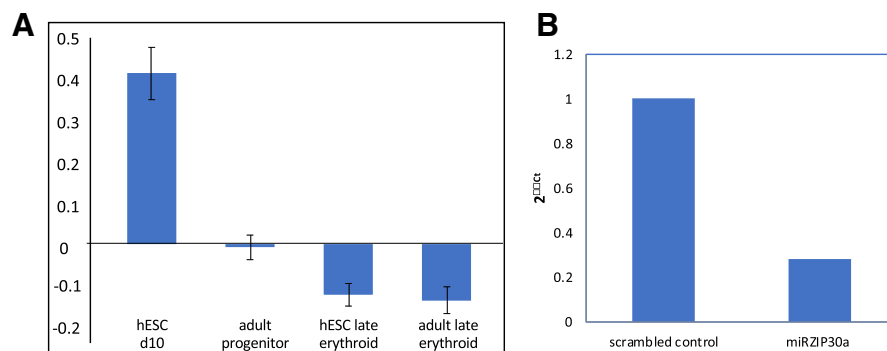 A
0.5
0.4
0.3
0.2
0.1
0
-0.1
-0.2
hESC
d10
adult
progenitor
hESC late
erythroid
adult late
erythroid
B
1.2
1
0.8
0.6
0.4
0.2
0
2□□Ct
scrambled control
miRZIP30a